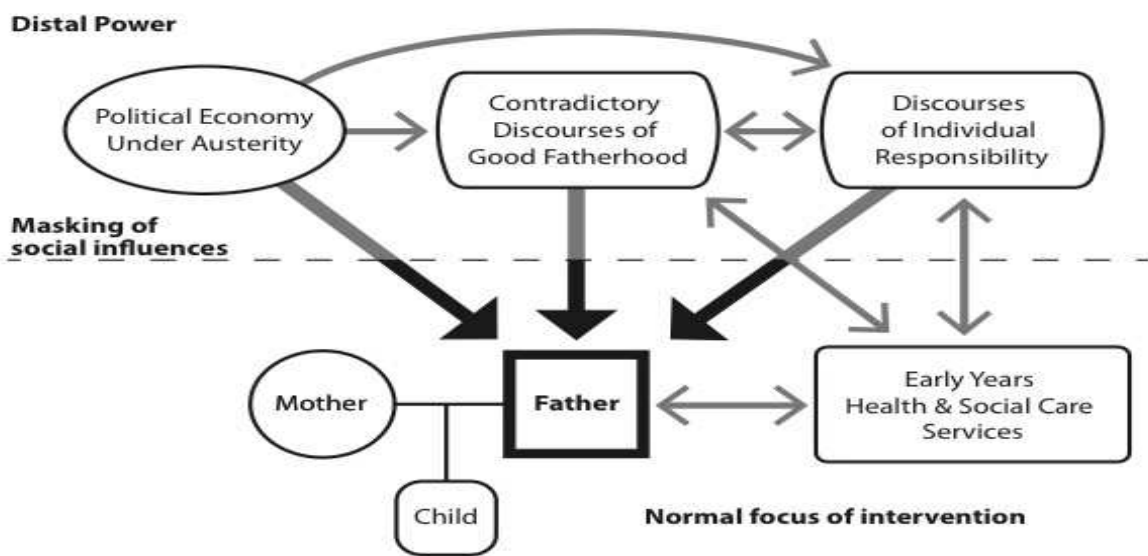 Distal Power
Political Economy
Under Austerity
Contradictory
Discourses of
Good Fatherhood
Discourses
of Individual
Responsibility
Masking of
social influences
Mother
Father
Early Years
Health & Social Care
Services
Child
Normal focus of intervention